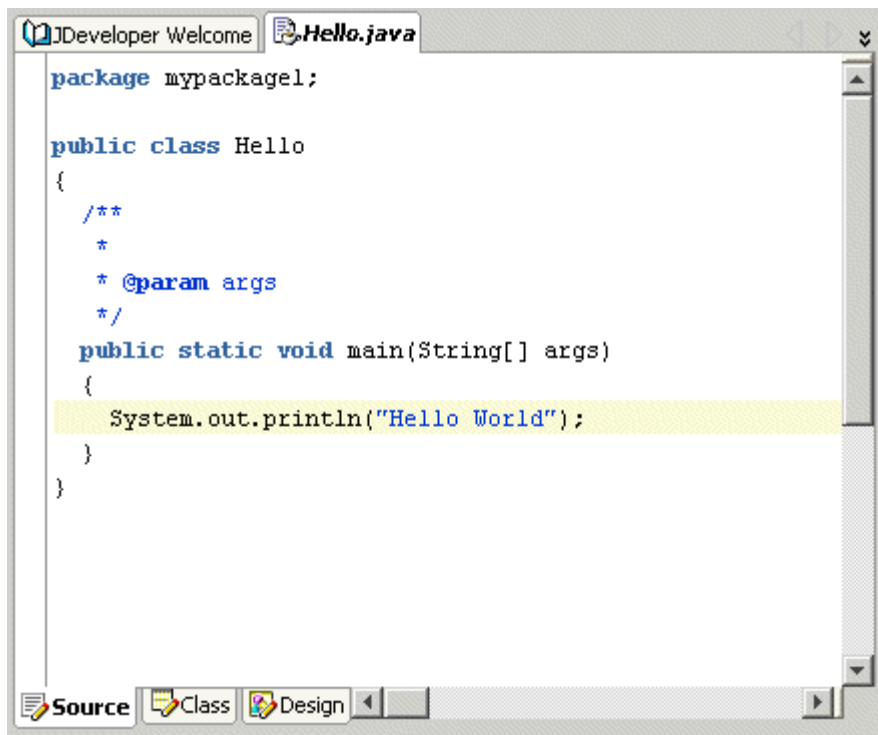 JDeveloper Welcome Hello.java
package mypackage1;
public class Hello
{
/**
*
* @param args
*/
public static void main(String[] args)
{
System.out.println("Hello World");
}
}
Source Class Design